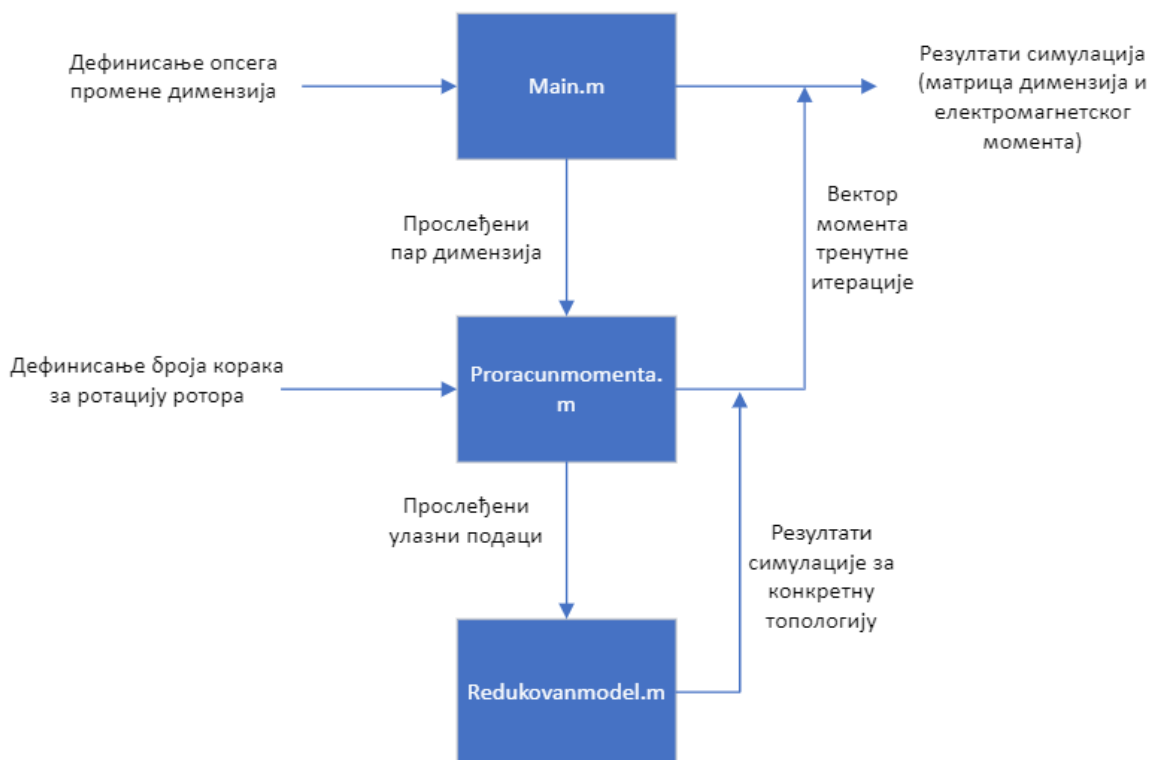 Дефинисање опсега
промене димензија
Main.m
Резултати симулација
(матрица димензија и
електромагнетског
момента)
Прослеђени
пар димензија
Вектор
момента
тренутне
итерације
Дефинисање броја корака
за ротацију ротора
Proracunmomenta.
m
Прослеђени
улазни подаци
Резултати
симулације за
конкретну
топологију
Redukovanmodel.m